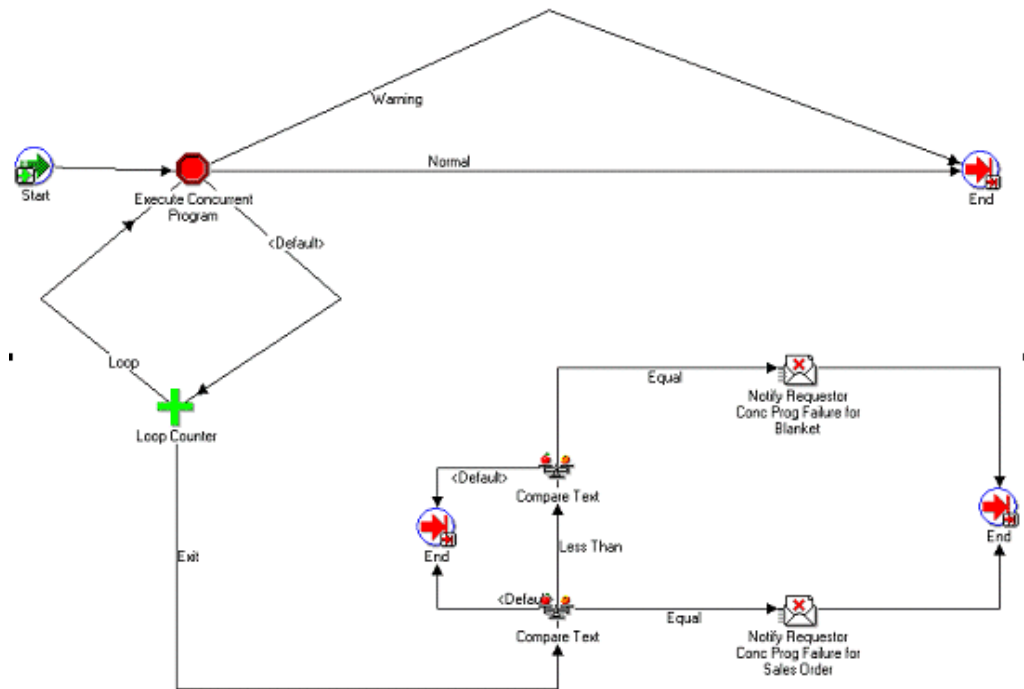 Warning
Normal
Start
Execute Concurrent
Program
End
<Default>
Loop
Loop Counter
Equal
Notify Requestor
Conc Prog Failure for
Blanket
<Default>
Compare Text
End
Less Than
End
Exit
<Defaul
Compare Text
Equal
Notify Requestor
Conc Prog Failure for
Sales Order